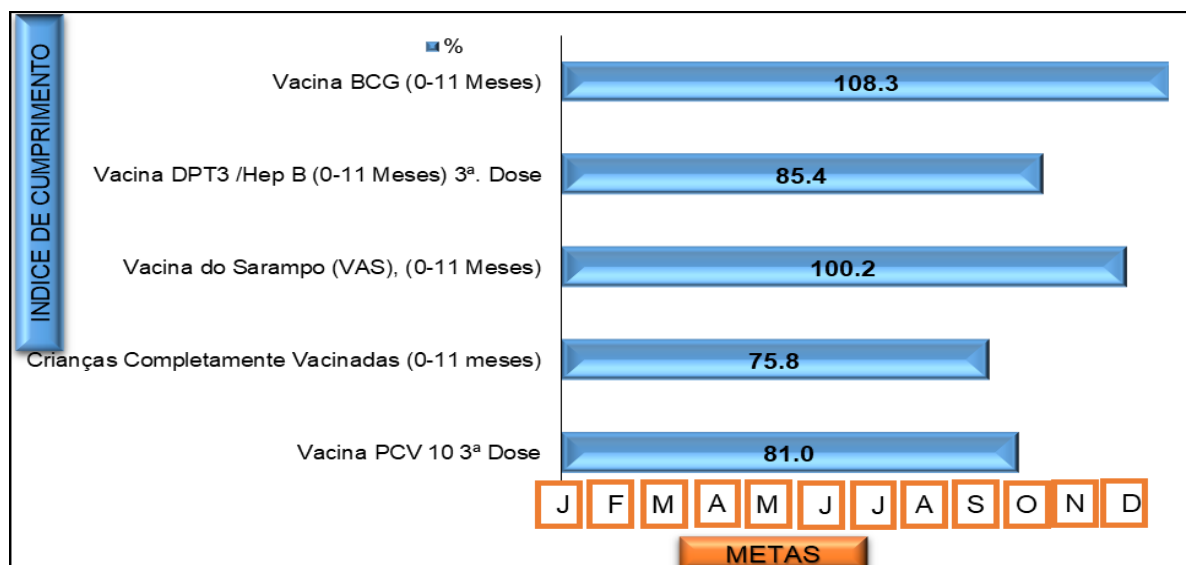 INDICE DE CUMPRIMENTO
%
Vacina BCG (0-11 Meses)
108.3
Vacina DPT3 /Hep B (0-11 Meses) 3ª. Dose
85.4
Vacina do Sarampo (VAS), (0-11 Meses)
100.2
Crianças Completamente Vacinadas (0-11 meses)
75.8
Vacina PCV 10 3ª Dose
81.0
J F M A M J J A S O N D
METAS